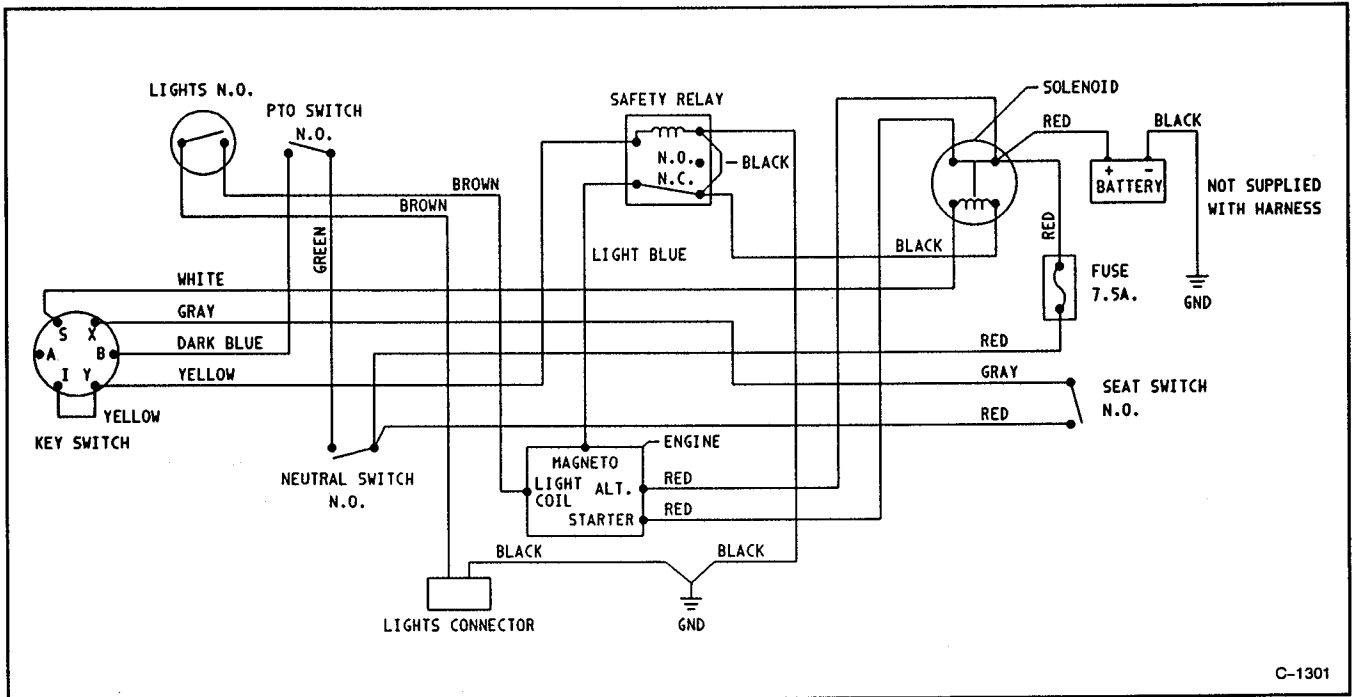 LIGHTS N.O.
PTO SWITCH
N.O.
SAFETY RELAY
N.O.
N.C.
BLACK
SOLENOID
RED
BLACK
+ -
BATTERY
NOT SUPPLIED
WITH HARNESS
BROWN
BROWN
GREEN
LIGHT BLUE
BLACK
RED
FUSE
7.5A.
GND
WHITE
GRAY
DARK BLUE
YELLOW
S X
A B
I Y
YELLOW
KEY SWITCH
RED
GRAY
RED
SEAT SWITCH
N.O.
NEUTRAL SWITCH
N.O.
ENGINE
MAGNETO
LIGHT
COIL
ALT.
STARTER
RED
RED
BLACK
BLACK
LIGHTS CONNECTOR
GND
C-1301